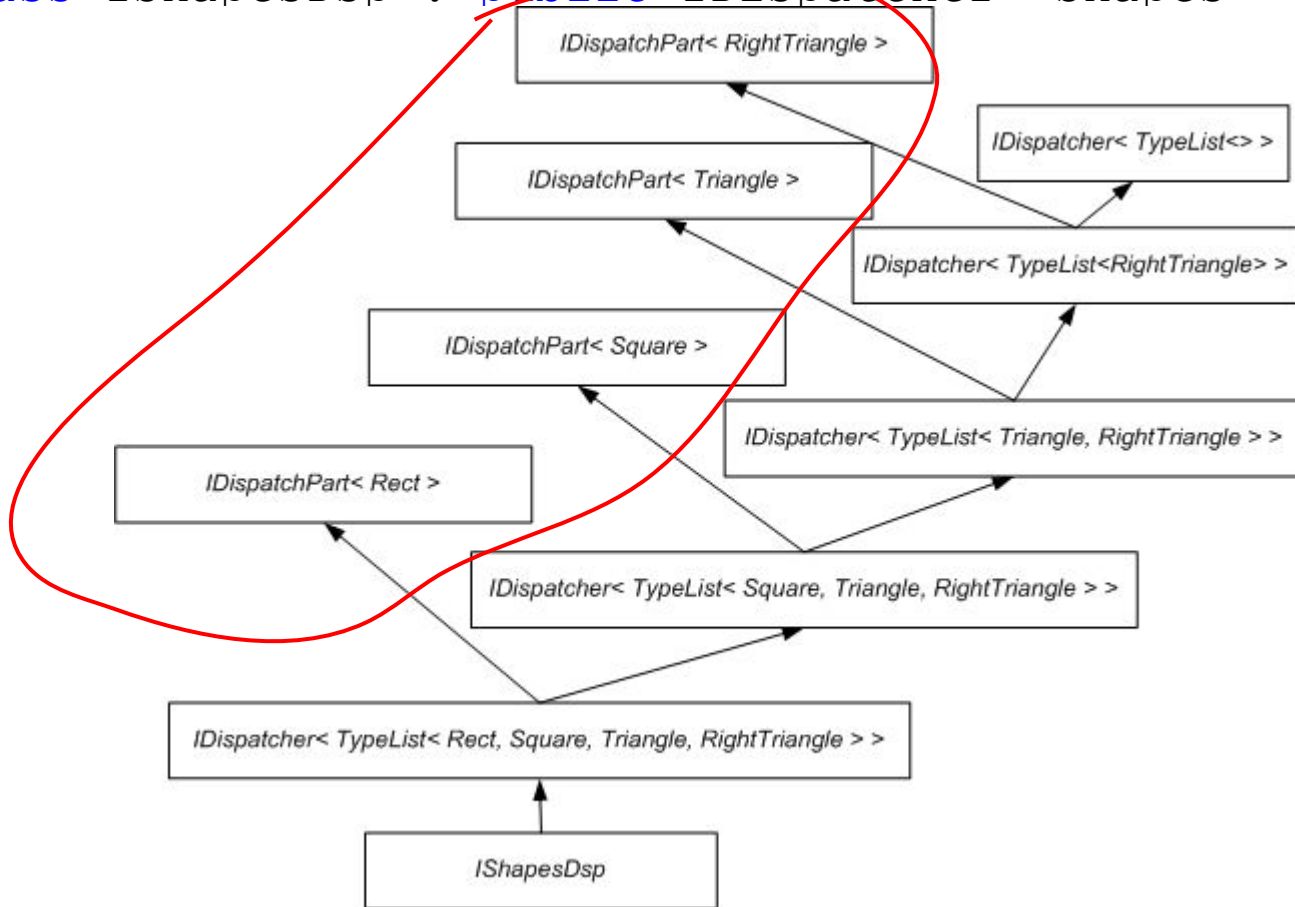 IDispatchPart< RightTriangle >
IDispatcher< TypeList<> >
IDispatchPart< Triangle >
IDispatcher< TypeList<RightTriangle> >
IDispatchPart< Square >
IDispatcher< TypeList< Triangle, RightTriangle > >
IDispatchPart< Rect >
IDispatcher< TypeList< Square, Triangle, RightTriangle > >
IDispatcher< TypeList< Rect, Square, Triangle, RightTriangle > >
IShapesDsp